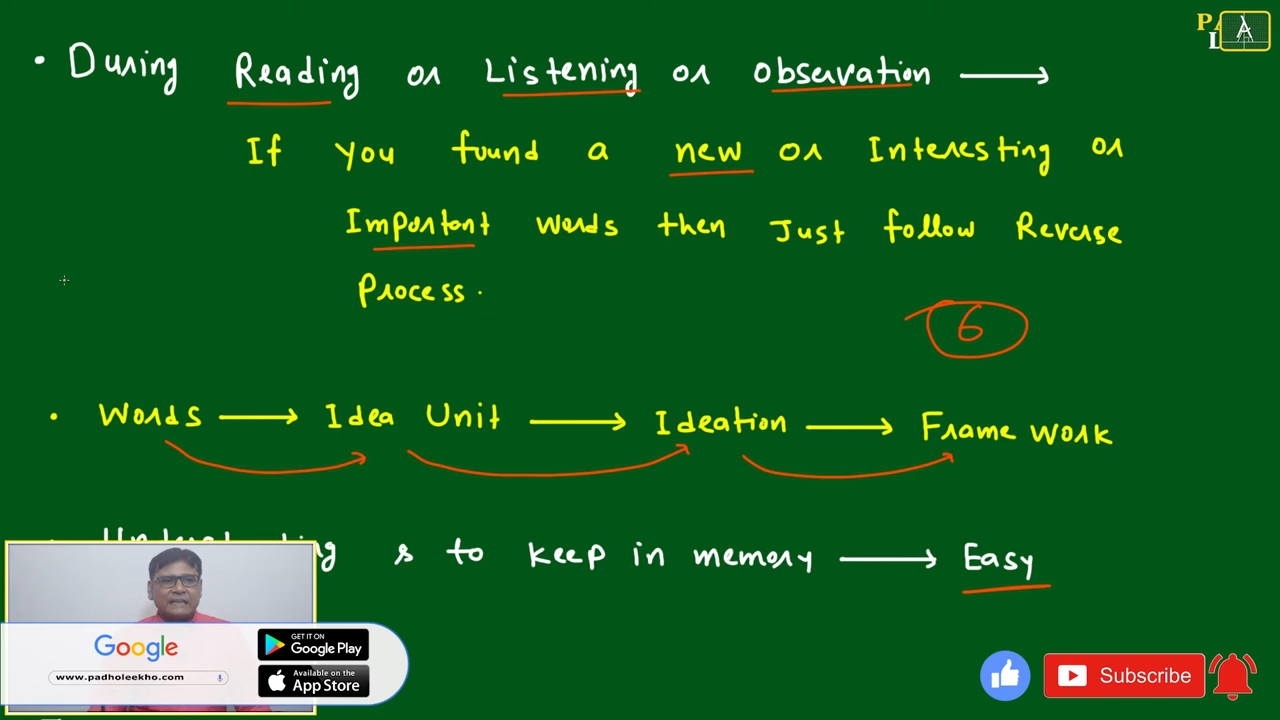 • During Reading or Listening or Observation ⟶
If you found a new or Interesting or
Important words then Just follow Reverse
Process.
6
• Words ⟶ Idea Unit ⟶ Ideation ⟶ Frame work
to keep in memory ⟶ Easy
Google
www.padholeekho.com
GET IT ON
Google Play
Available on the
App Store
Subscribe